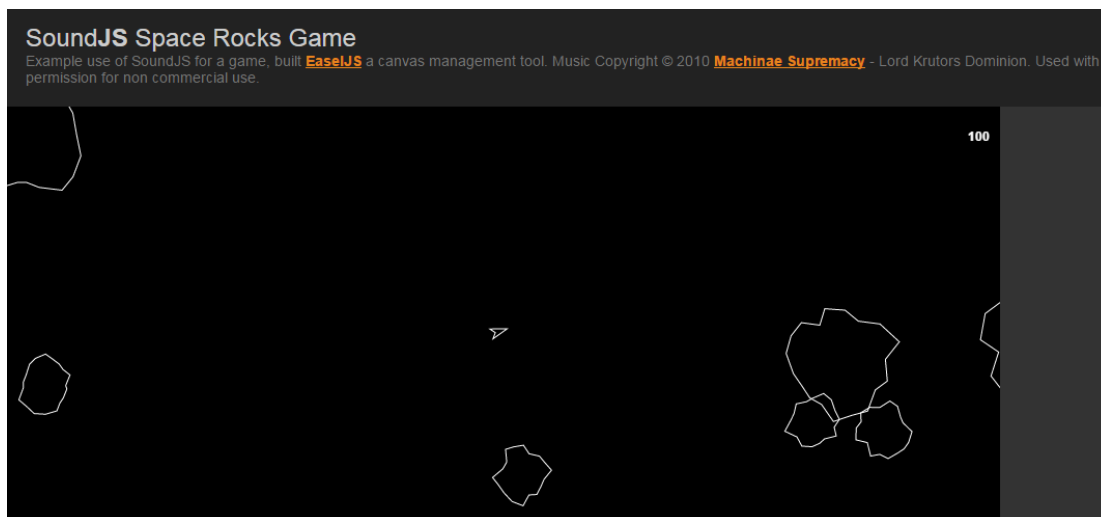 SoundJS Space Rocks Game
Example use of SoundJS for a game, built EaselJS a canvas management tool. Music Copyright © 2010 Machinae Supremacy - Lord Krutors Dominion. Used with
permission for non commercial use.
100